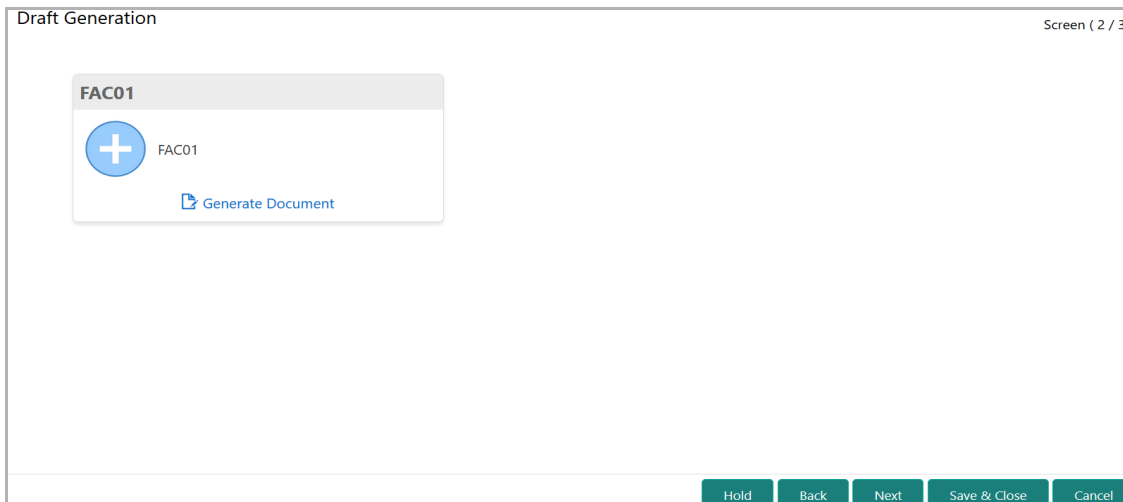 Draft Generation
Screen ( 2 / 3
FAC01
FAC01
Generate Document
Hold Back Next Save & Close Cancel